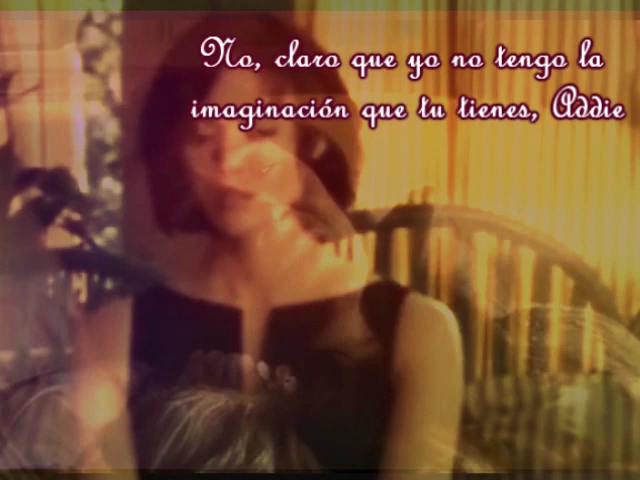 No, claro que yo no tengo la
imaginación que tu tienes, Addie